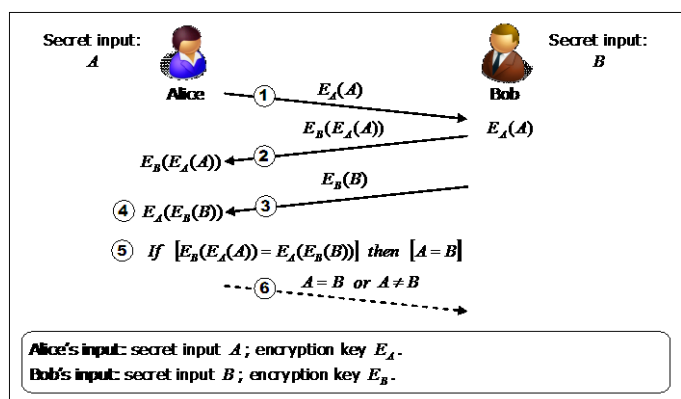 Secret input:
A
Secret input:
B
Alice
Bob
1
E_A(A)
E_A(A)
E_B(E_A(A))
2
E_B(E_A(A))
E_B(B)
3
4 E_A(E_B(B))
5 If [E_B(E_A(A)) = E_A(E_B(B))] then [A = B]
6
A = B or A ≠ B
Alice's input: secret input A ; encryption key E_A.
Bob's input: secret input B ; encryption key E_B.